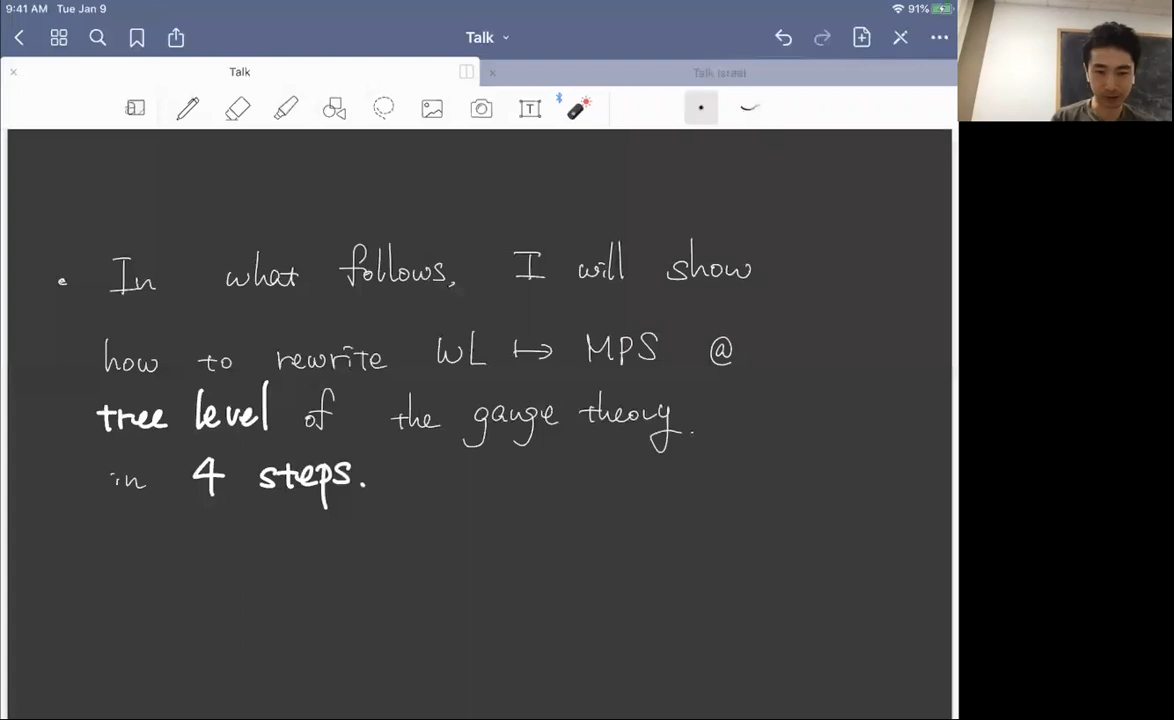 9:41 AM Tue Jan 9
91%
Talk
Talk
Talk Israel
T
• In what follows, I will show
how to rewrite WL ↦ MPS @
tree level of the gauge theory.
in 4 steps.